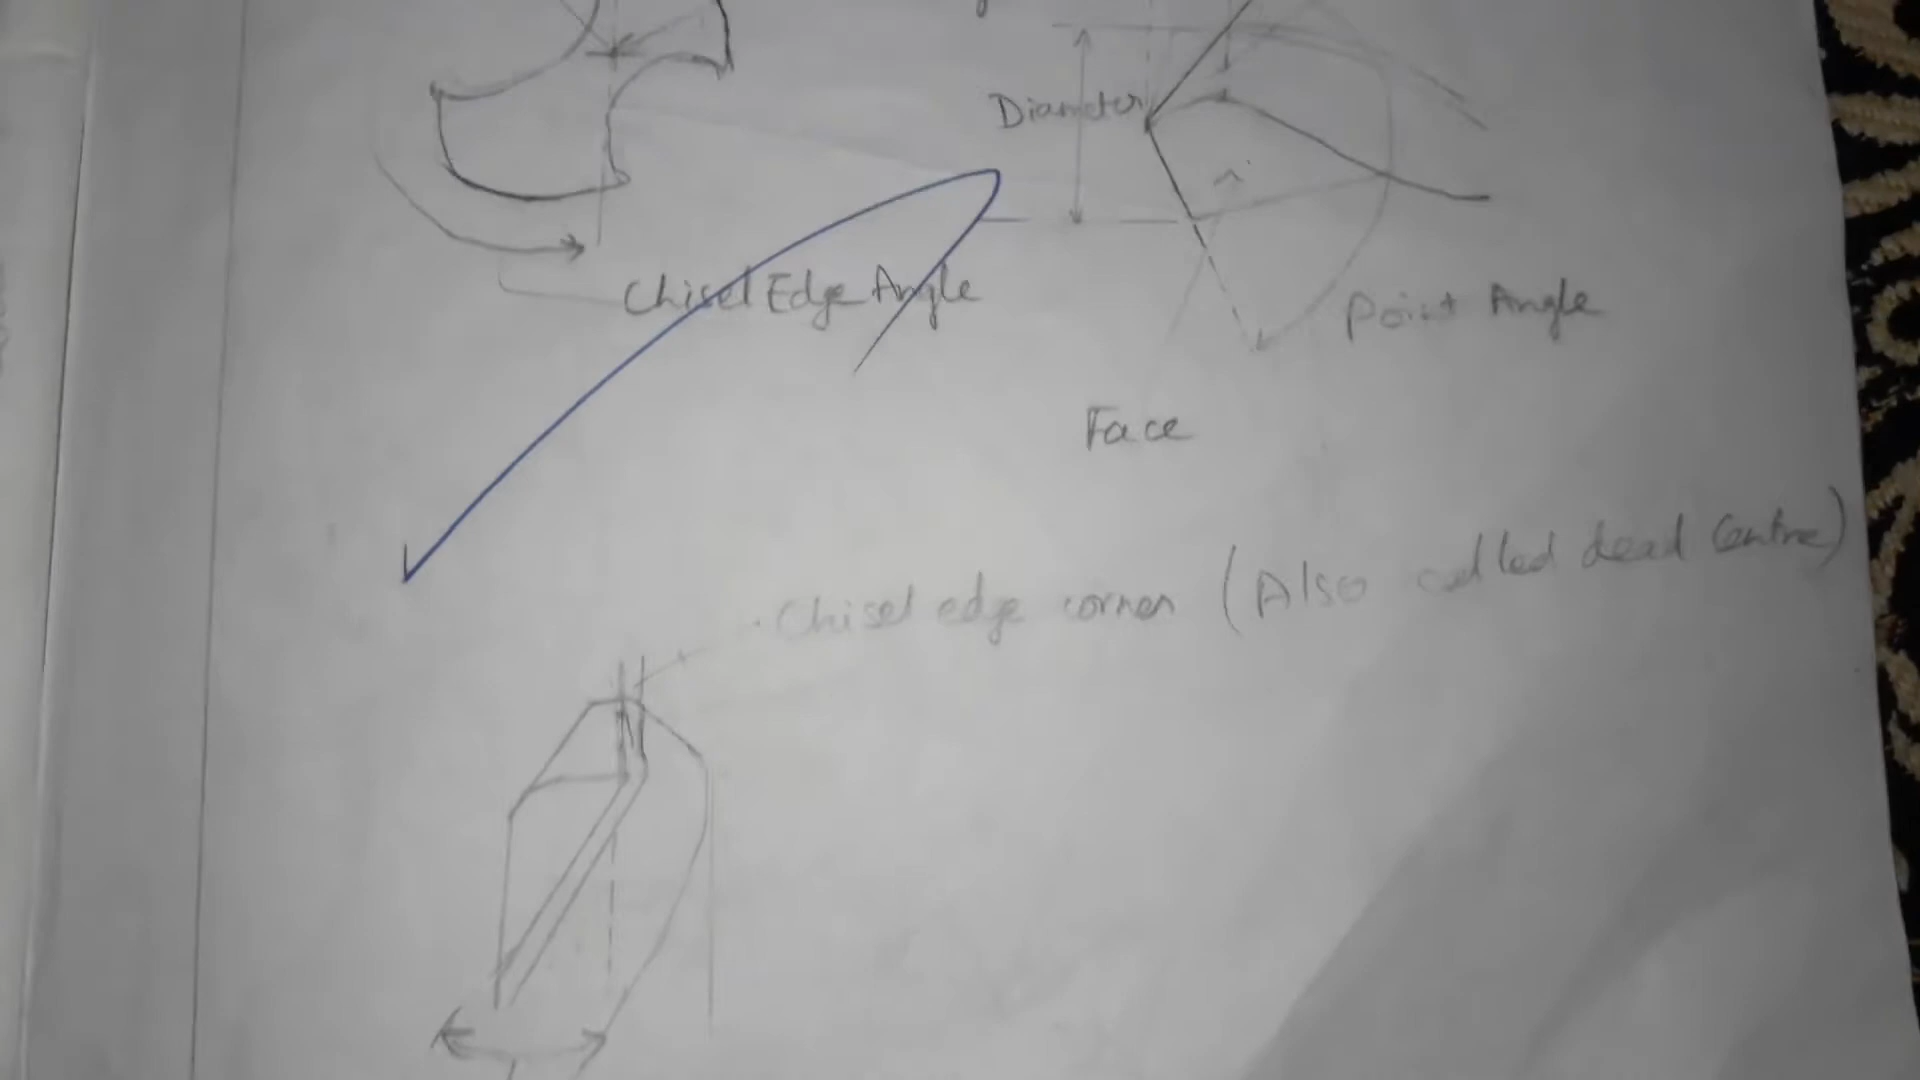 Diameter
Chisel Edge Angle
Point Angle
Face
Chisel edge corner (Also called dead Centre)